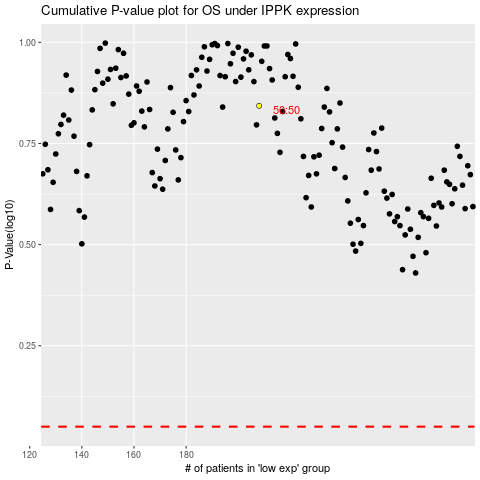 Cumulative P-value plot for OS under IPPK expression
1.00
0.75
0.50
0.25
P-Value(log10)
50:50
120 140 160 180
# of patients in 'low exp' group